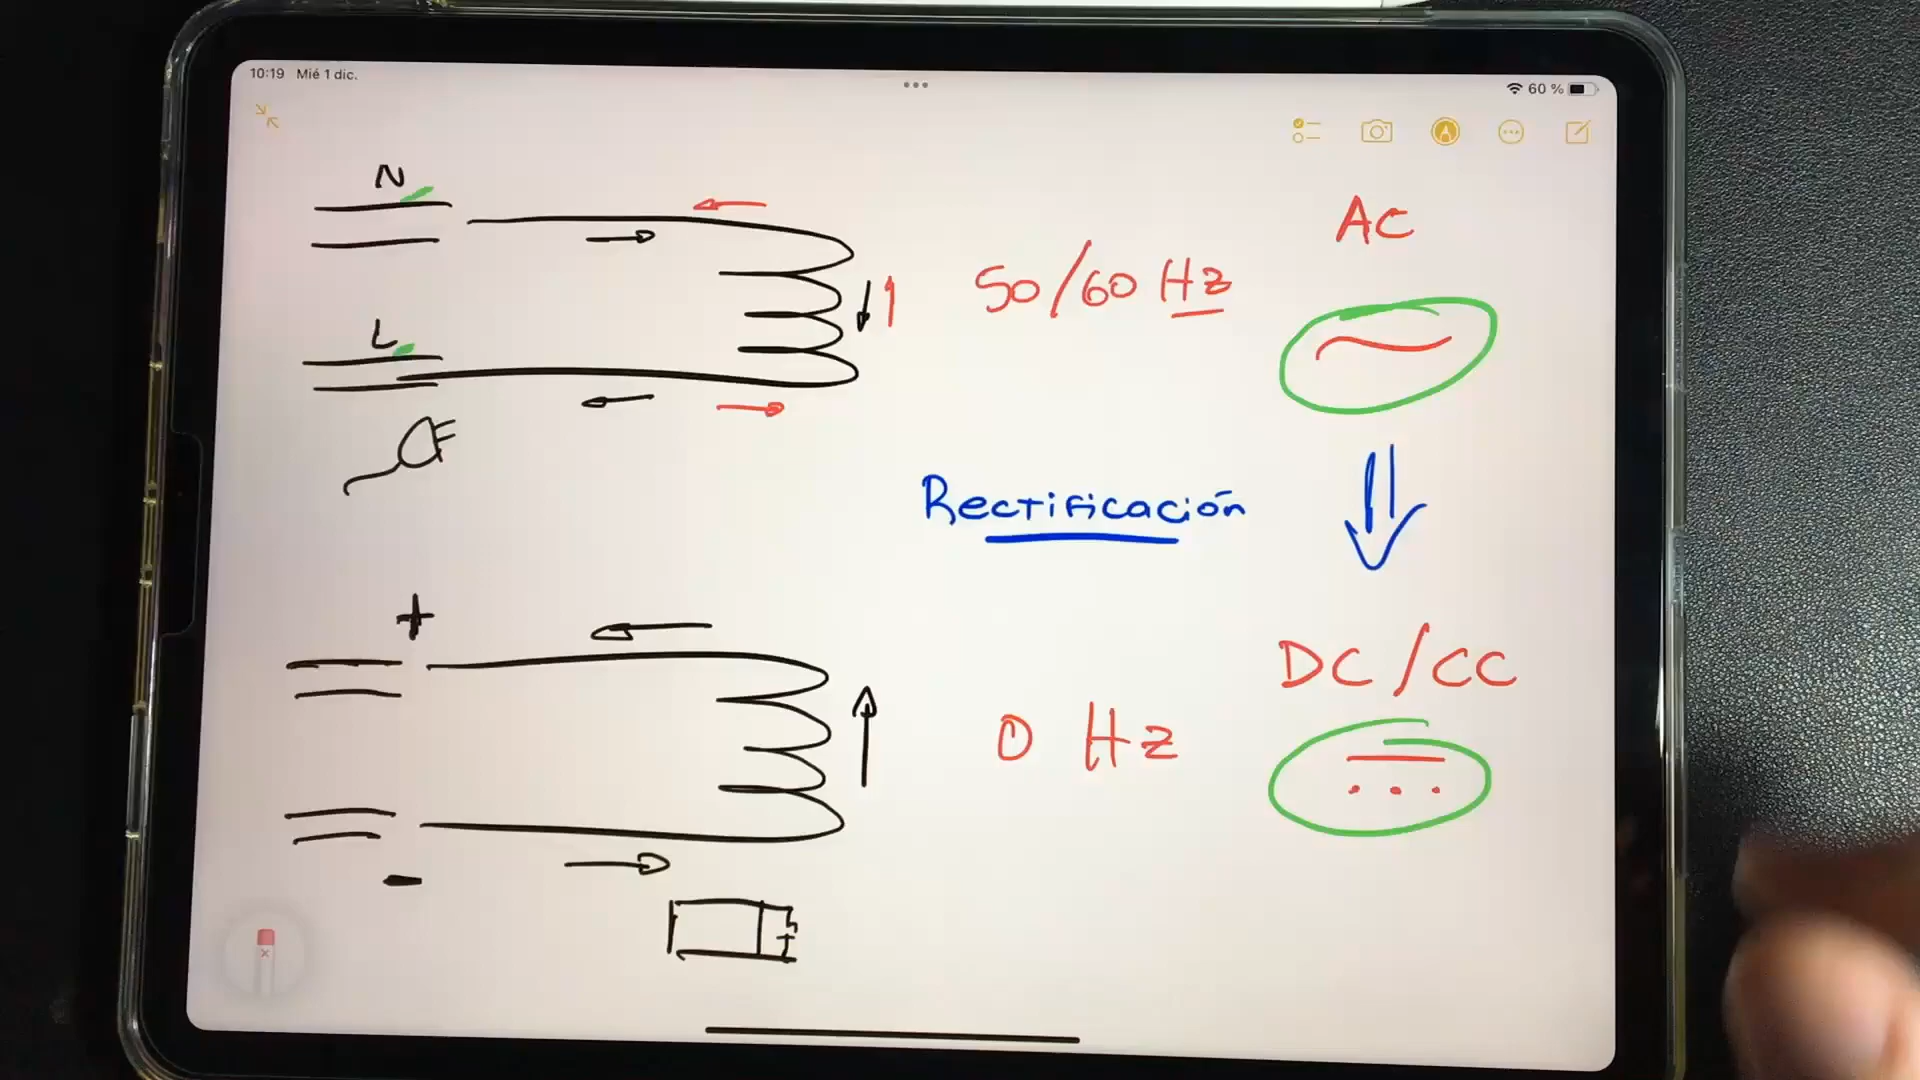 10:19 Mié 1 dic.
60 %
N
AC
50/60 Hz
L
Rectificación
+
DC/CC
0 Hz
-
+